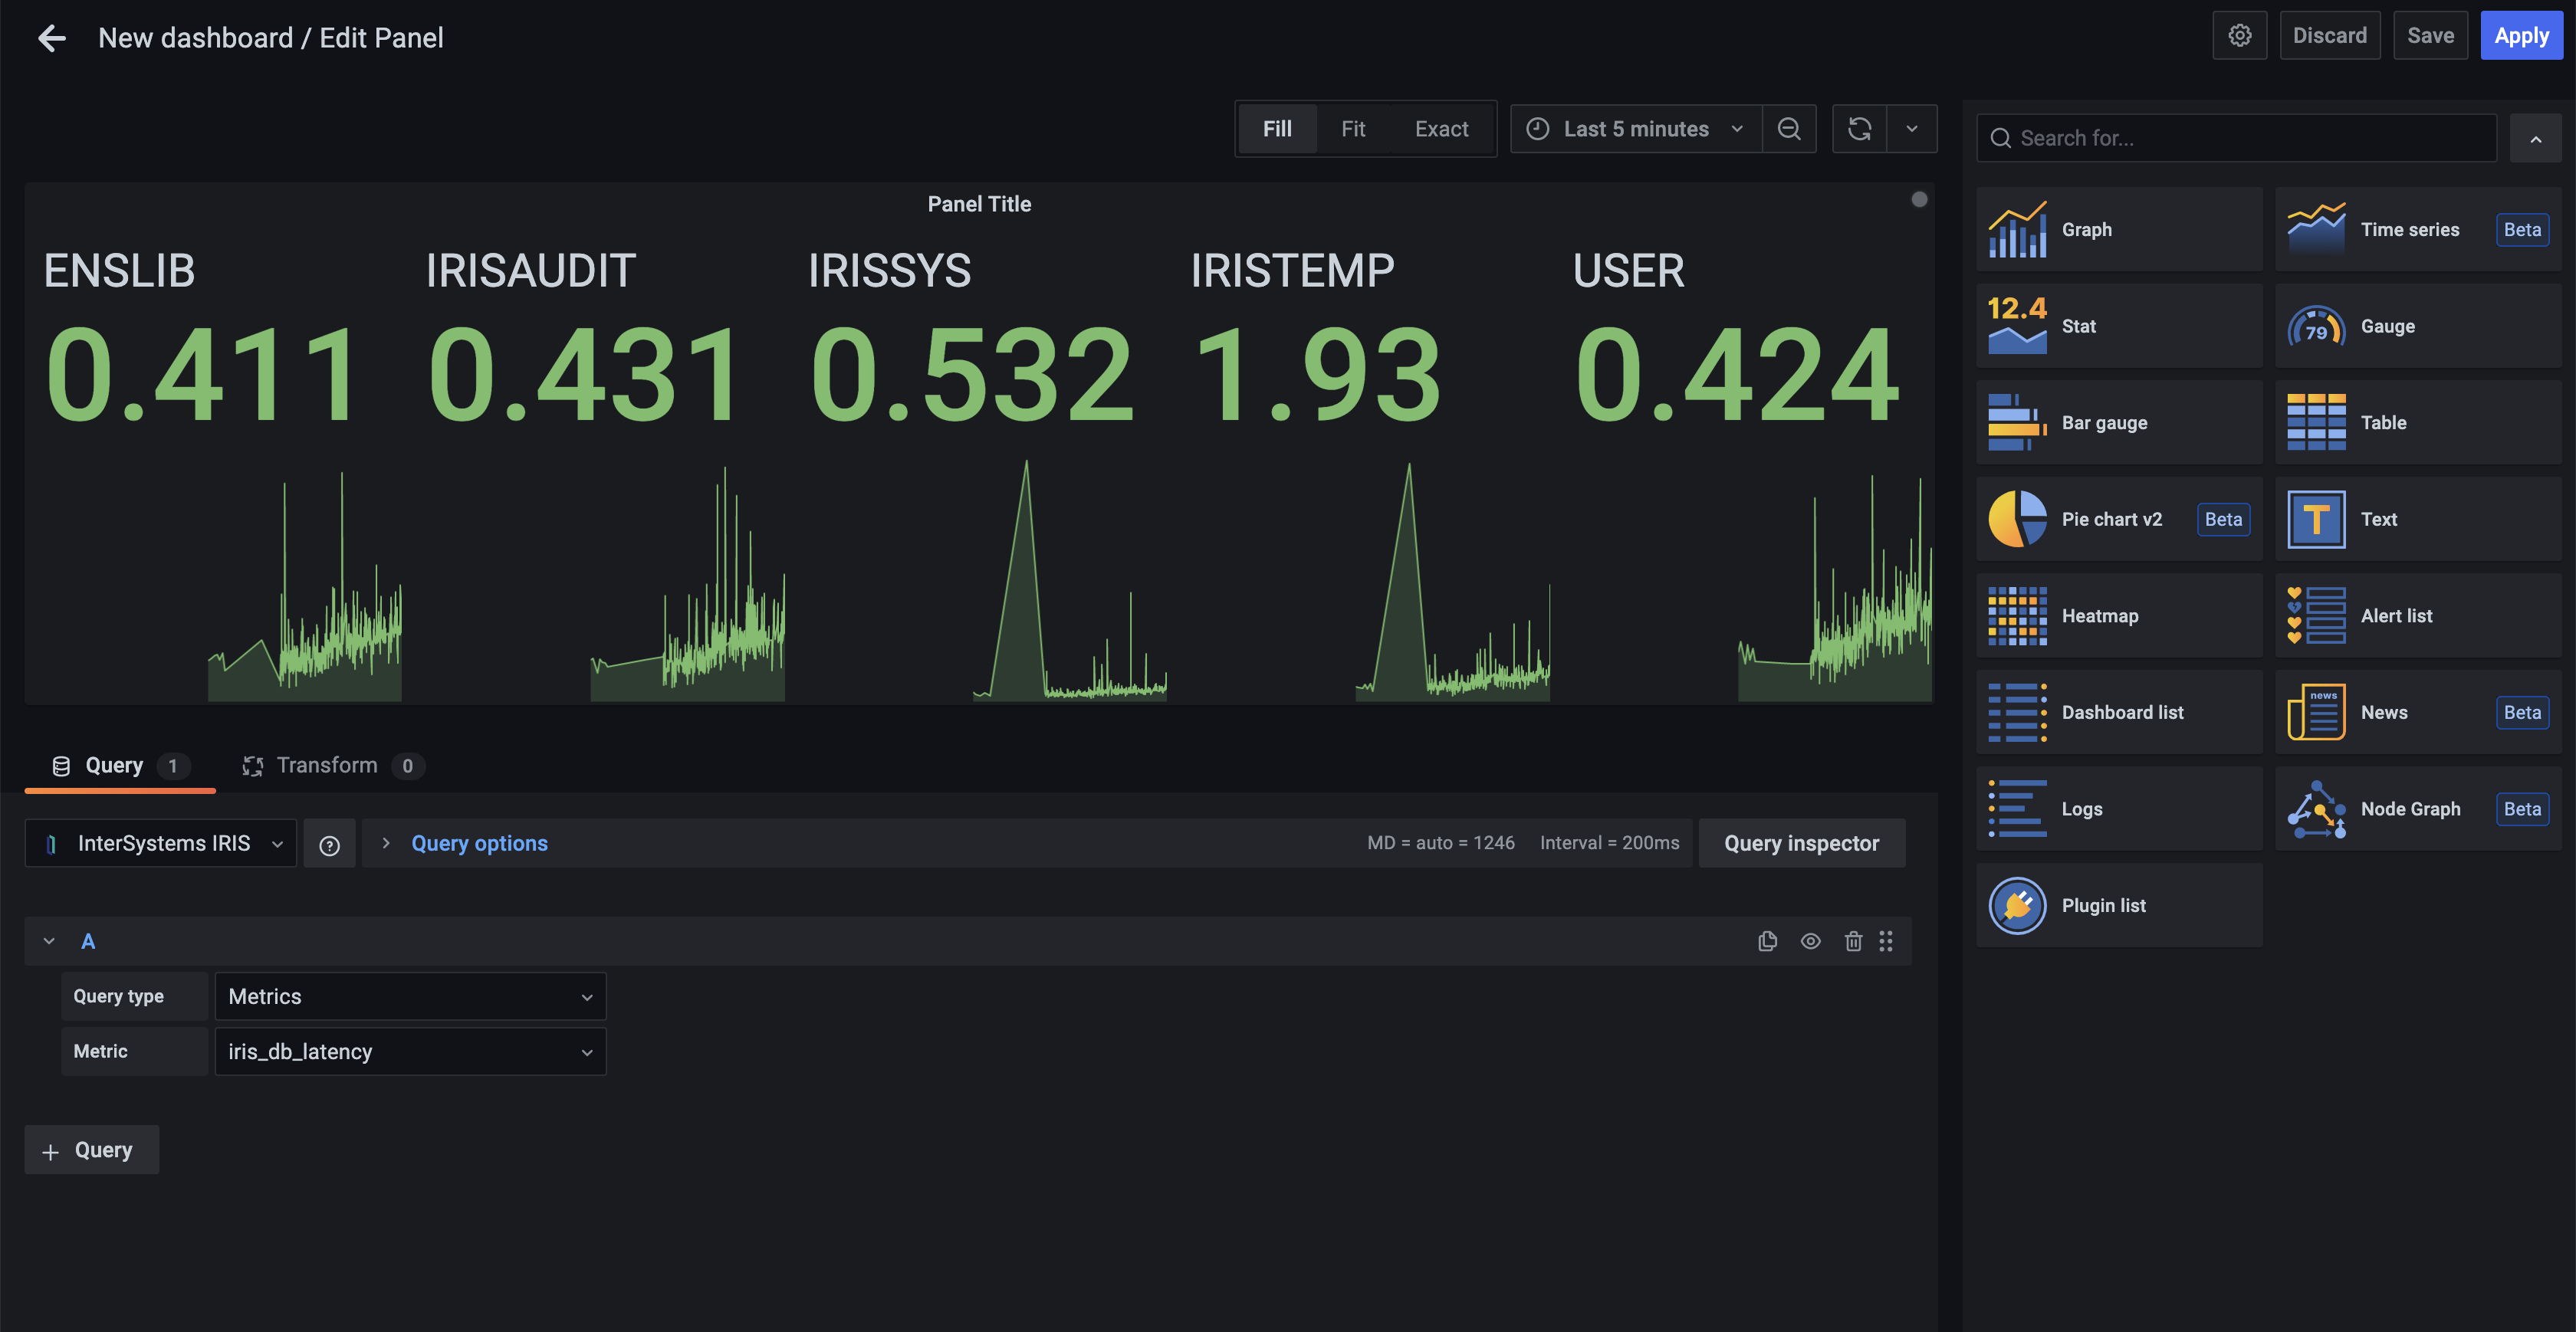 New dashboard / Edit Panel
Discard
Save
Apply
Fill
Fit
Exact
Last 5 minutes
Search for...
Panel Title
ENSLIB
0.411
IRISAUDIT
0.431
IRISSYS
0.532
IRISTEMP
1.93
USER
0.424
Query 1
Transform 0
InterSystems IRIS
Query options
MD = auto = 1246
Interval = 200ms
Query inspector
A
Query type
Metrics
Metric
iris_db_latency
+ Query
Graph
Time series
Beta
12.4
Stat
79
Gauge
Bar gauge
Table
Pie chart v2
Beta
T
Text
Heatmap
Alert list
Dashboard list
news
News
Beta
Logs
Node Graph
Beta
Plugin list